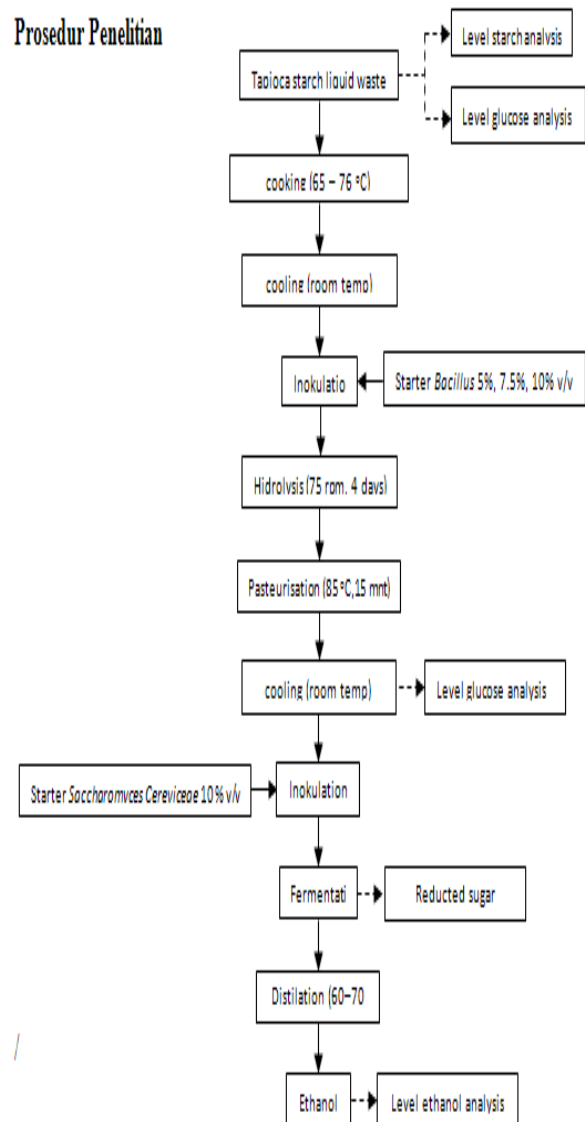 Prosedur Penelitian
Level starch analysis
Tapioca starch liquid waste
Level glucose analysis
cooking (65 – 76 °C)
cooling (room temp)
Inokulatio
Starter Bacillus 5%, 7.5%, 10% v/v
Hidrolysis (75 rpm. 4 days)
Pasteurisation (85 °C,15 mnt)
cooling (room temp)
Level glucose analysis
Starter Saccharomyces Cereviceae 10% v/v
Inokulation
Fermentati
Reducted sugar
Distilation (60–70
/
Ethanol
Level ethanol analysis